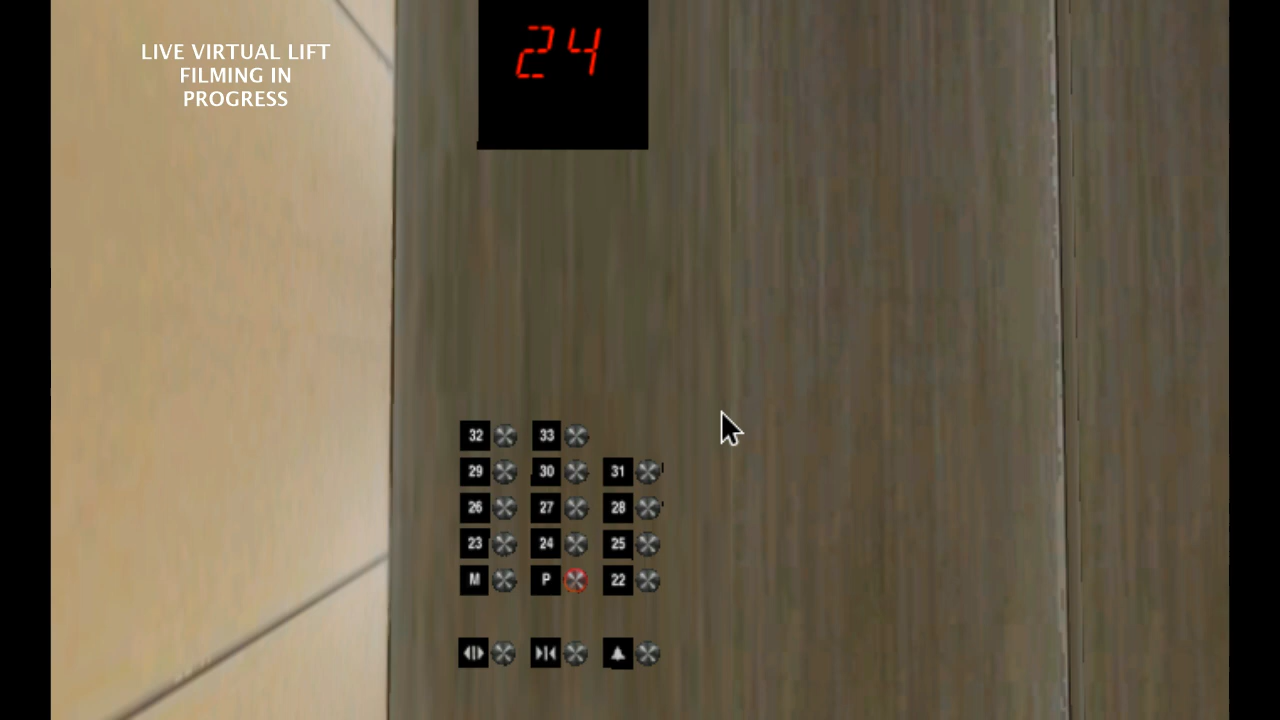 LIVE VIRTUAL LIFT
FILMING IN
PROGRESS
24
32 33
29 30 31
26 27 28
23 24 25
M P 22